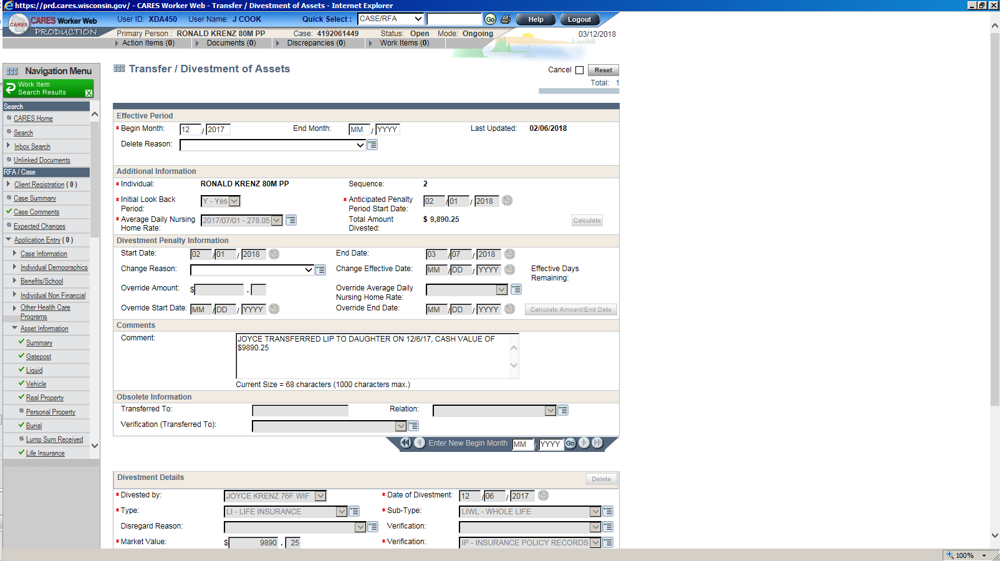 https://prd.cares.wisconsin.gov/ - CARES Worker Web - Transfer / Divestment of Assets - Internet Explorer
CARES CARES Worker Web PRODUCTION
User ID: XDA450 User Name: J COOK Quick Select : CASE/RFA Go Help Logout
Primary Person : RONALD KRENZ 80M PP Case: 4192061449 Status: Open Mode: Ongoing 03/12/2018
Action Items (0) Documents (0) Discrepancies (0) Work Items (0)
Navigation Menu
Work Item
Search Results X
Search
CARES Home
Search
Inbox Search
Unlinked Documents
RFA / Case
Client Registration ( 0 )
Case Summary
Case Comments
Expected Changes
Application Entry ( 0 )
Case Information
Individual Demographics
Benefits/School
Individual Non Financial
Other Health Care
Programs
Asset Information
Summary
Gatepost
Liquid
Vehicle
Real Property
Personal Property
Burial
Lump Sum Received
Life Insurance
Transfer / Divestment of Assets
Cancel Reset
Total: 1
Effective Period
* Begin Month: 12 / 2017 End Month: MM / YYYY Last Updated: 02/06/2018
Delete Reason:
Additional Information
* Individual: RONALD KRENZ 80M PP Sequence: 2
* Initial Look Back Period: Y - Yes * Anticipated Penalty Period Start Date: 02 / 01 / 2018
* Average Daily Nursing Home Rate: 2017/07/01 - 278.05 Total Amount Divested: $ 9,890.25 Calculate
Divestment Penalty Information
Start Date: 02 / 01 / 2018 End Date: 03 / 07 / 2018
Change Reason: Change Effective Date: MM / DD / YYYY Effective Days Remaining:
Override Amount: $ . Override Average Daily Nursing Home Rate:
Override Start Date: MM / DD / YYYY Override End Date: MM / DD / YYYY Calculate Amount/End Date
Comments
Comment: JOYCE TRANSFERRED LIP TO DAUGHTER ON 12/6/17, CASH VALUE OF
$9890.25
Current Size = 68 characters (1000 characters max.)
Obsolete Information
Transferred To: Relation:
Verification (Transferred To):
Enter New Begin Month MM / YYYY Go
Divestment Details Delete
* Divested by: JOYCE KRENZ 76F WIF * Date of Divestment: 12 / 06 / 2017
* Type: LI - LIFE INSURANCE * Sub-Type: LIWL - WHOLE LIFE
Disregard Reason: Verification:
* Market Value: $ 9890 . 25 * Verification: IP - INSURANCE POLICY RECORDS
100%